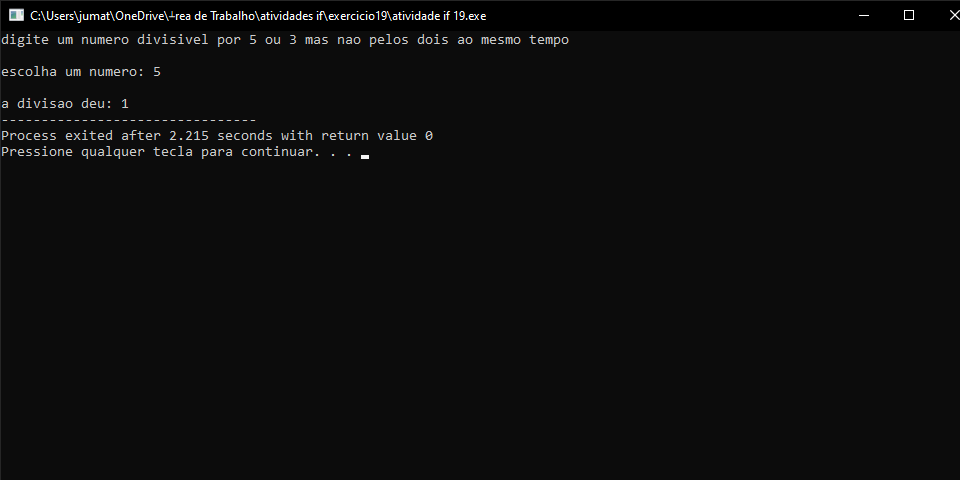 C:\Users\jumat\OneDrive\┴rea de Trabalho\atividades if\exercicio19\atividade if 19.exe
digite um numero divisivel por 5 ou 3 mas nao pelos dois ao mesmo tempo
escolha um numero: 5
a divisao deu: 1
--------------------------------
Process exited after 2.215 seconds with return value 0
Pressione qualquer tecla para continuar. . .